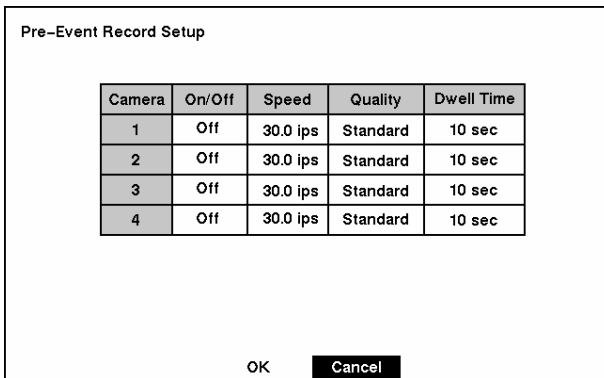 Pre-Event Record Setup
Camera On/Off Speed Quality Dwell Time
1 Off 30.0 ips Standard 10 sec
2 Off 30.0 ips Standard 10 sec
3 Off 30.0 ips Standard 10 sec
4 Off 30.0 ips Standard 10 sec
OK Cancel